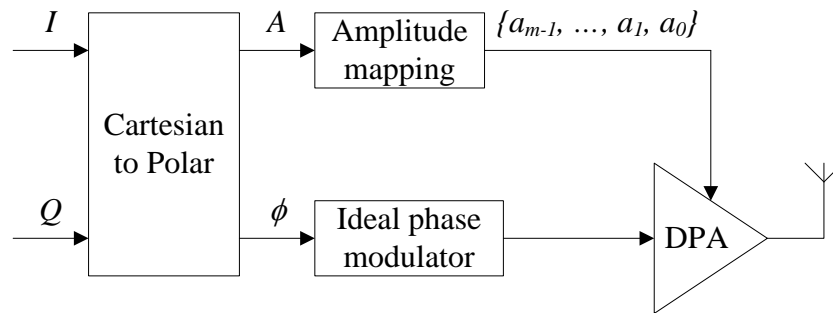 I
A
Amplitude
mapping
{a_{m-1}, ..., a_1, a_0}
Cartesian
to Polar
Q
ϕ
Ideal phase
modulator
DPA